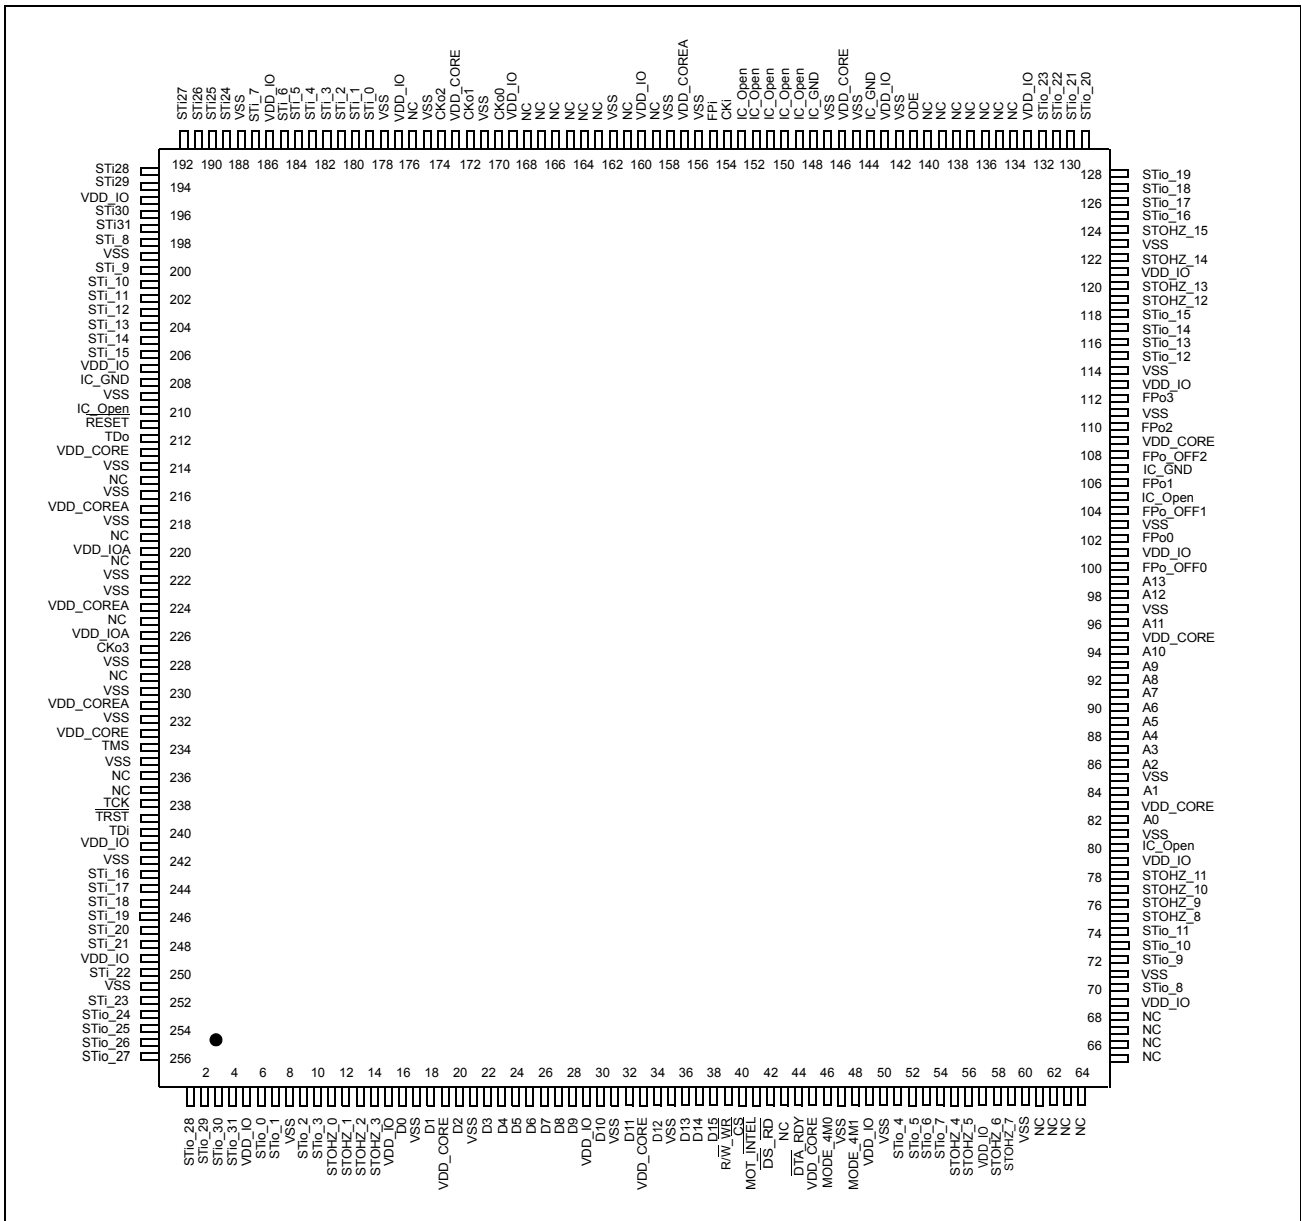 STi27 STi26 STi25 STi24 VSS STi_7 VDD_IO STi_6 STi_5 STi_4 STi_3 STi_2 STi_1 STi_0 VSS VDD_IO NC VSS CKo2 VDD_CORE CKo1 VSS CKo0 VDD_IO NC NC NC NC NC NC VSS NC VDD_IO NC VSS VDD_COREA VSS FPi CKi IC_Open IC_Open IC_Open IC_Open IC_Open IC_GND VSS VDD_CORE VSS IC_GND VDD_IO VSS ODE NC NC NC NC NC NC NC VDD_IO STio_23 STio_22 STio_21 STio_20
192 190 188 186 184 182 180 178 176 174 172 170 168 166 164 162 160 158 156 154 152 150 148 146 144 142 140 138 136 134 132 130
STi28
STi29 194
VDD_IO
STi30 196
STi31
STi_8 198
VSS
STi_9 200
STi_10
STi_11 202
STi_12
STi_13 204
STi_14
STi_15 206
VDD_IO
IC_GND 208
VSS
IC_Open 210
RESET
TDo 212
VDD_CORE
VSS 214
NC
VSS 216
VDD_COREA
VSS 218
NC
VDD_IOA 220
NC
VSS 222
VSS
VDD_COREA 224
NC
VDD_IOA 226
CKo3
VSS 228
NC
VSS 230
VDD_COREA
VSS 232
VDD_CORE
TMS 234
VSS
NC 236
NC
TCK 238
TRST
TDi 240
VDD_IO
VSS 242
STi_16
STi_17 244
STi_18
STi_19 246
STi_20
STi_21 248
VDD_IO
STi_22 250
VSS
STi_23 252
STio_24
STio_25 254
STio_26
STio_27 256
128 STio_19
STio_18
126 STio_17
STio_16
124 STOHZ_15
VSS
122 STOHZ_14
VDD_IO
120 STOHZ_13
STOHZ_12
118 STio_15
STio_14
116 STio_13
STio_12
114 VSS
VDD_IO
112 FPo3
VSS
110 FPo2
VDD_CORE
108 FPo_OFF2
IC_GND
106 FPo1
IC_Open
104 FPo_OFF1
VSS
102 FPo0
VDD_IO
100 FPo_OFF0
A13
98 A12
VSS
96 A11
VDD_CORE
94 A10
A9
92 A8
A7
90 A6
A5
88 A4
A3
86 A2
VSS
84 A1
VDD_CORE
82 A0
VSS
80 IC_Open
VDD_IO
78 STOHZ_11
STOHZ_10
76 STOHZ_9
STOHZ_8
74 STio_11
STio_10
72 STio_9
VSS
70 STio_8
VDD_IO
68 NC
NC
66 NC
NC
2 4 6 8 10 12 14 16 18 20 22 24 26 28 30 32 34 36 38 40 42 44 46 48 50 52 54 56 58 60 62 64
STio_28 STio_29 STio_30 STio_31 VDD_IO STio_0 STio_1 VSS STio_2 STio_3 STOHZ_0 STOHZ_1 STOHZ_2 STOHZ_3 VDD_IO D0 VSS D1 VDD_CORE D2 VSS D3 D4 D5 D6 D7 D8 D9 VDD_IO D10 VSS D11 VDD_CORE D12 VSS D13 D14 D15 R/W_WR CS MOT_INTEL DS_RD NC DTA_RDY VDD_CORE MODE_4M0 VSS MODE_4M1 VDD_IO VSS STio_4 STio_5 STio_6 STio_7 STOHZ_4 STOHZ_5 VDD_IO STOHZ_6 STOHZ_7 VSS NC NC NC NC